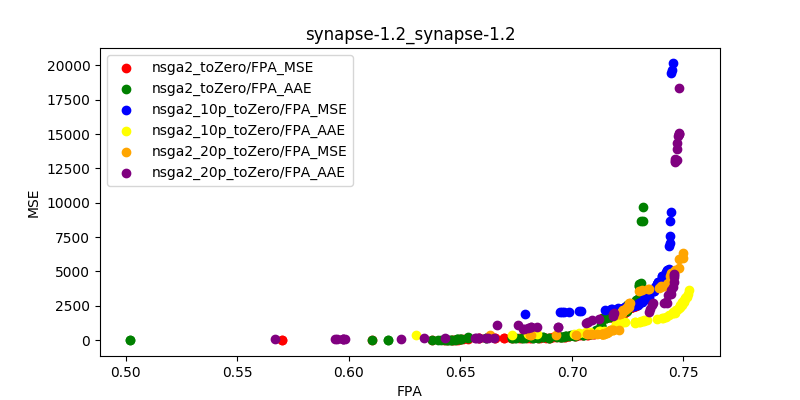 synapse-1.2_synapse-1.2
nsga2_toZero/FPA_MSE
nsga2_toZero/FPA_AAE
nsga2_10p_toZero/FPA_MSE
nsga2_10p_toZero/FPA_AAE
nsga2_20p_toZero/FPA_MSE
nsga2_20p_toZero/FPA_AAE
MSE
20000
17500
15000
12500
10000
7500
5000
2500
0
0.50 0.55 0.60 0.65 0.70 0.75
FPA